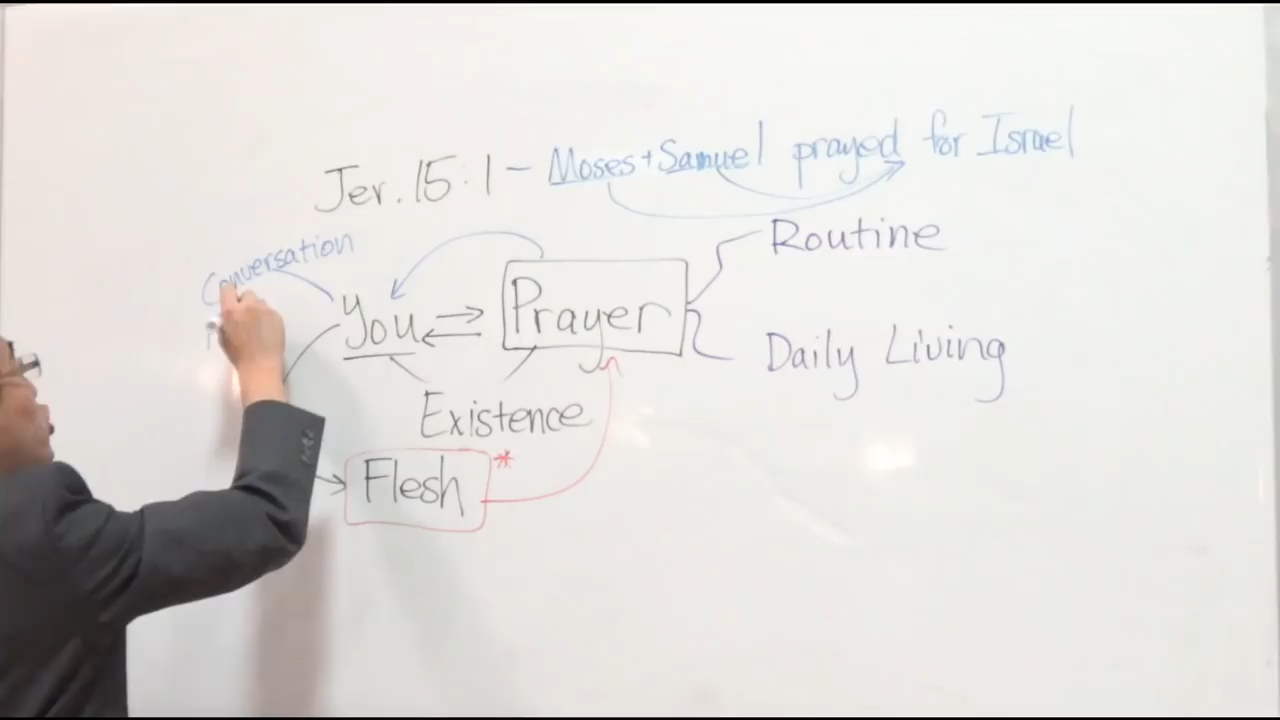 Jer. 15:1 - Moses + Samuel prayed for Israel
Routine
Conversation
You
Prayer
Daily Living
Existence
Flesh *